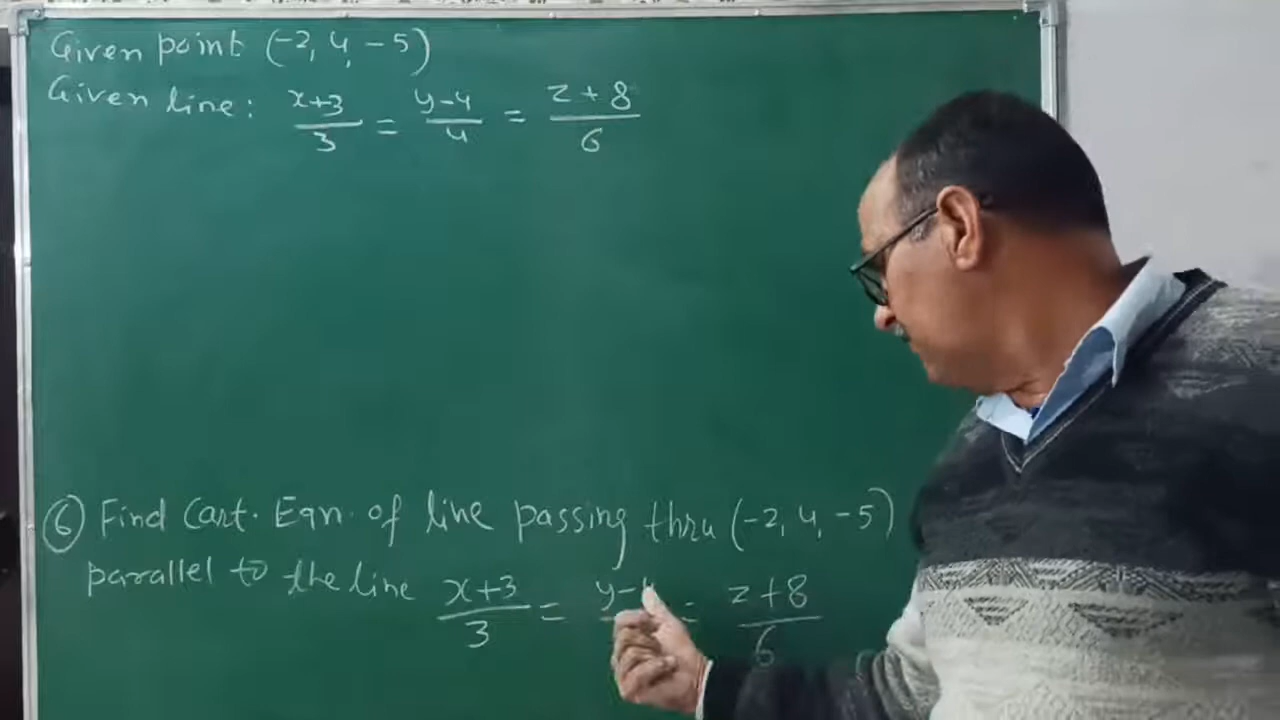 Given point (-2, 4, -5)
Given line: x+3/3 = y-4/4 = z+8/6
⑥ Find Cart. Eqn. of line passing thru (-2, 4, -5)
parallel to the line x+3/3 = y-4 = z+8/6